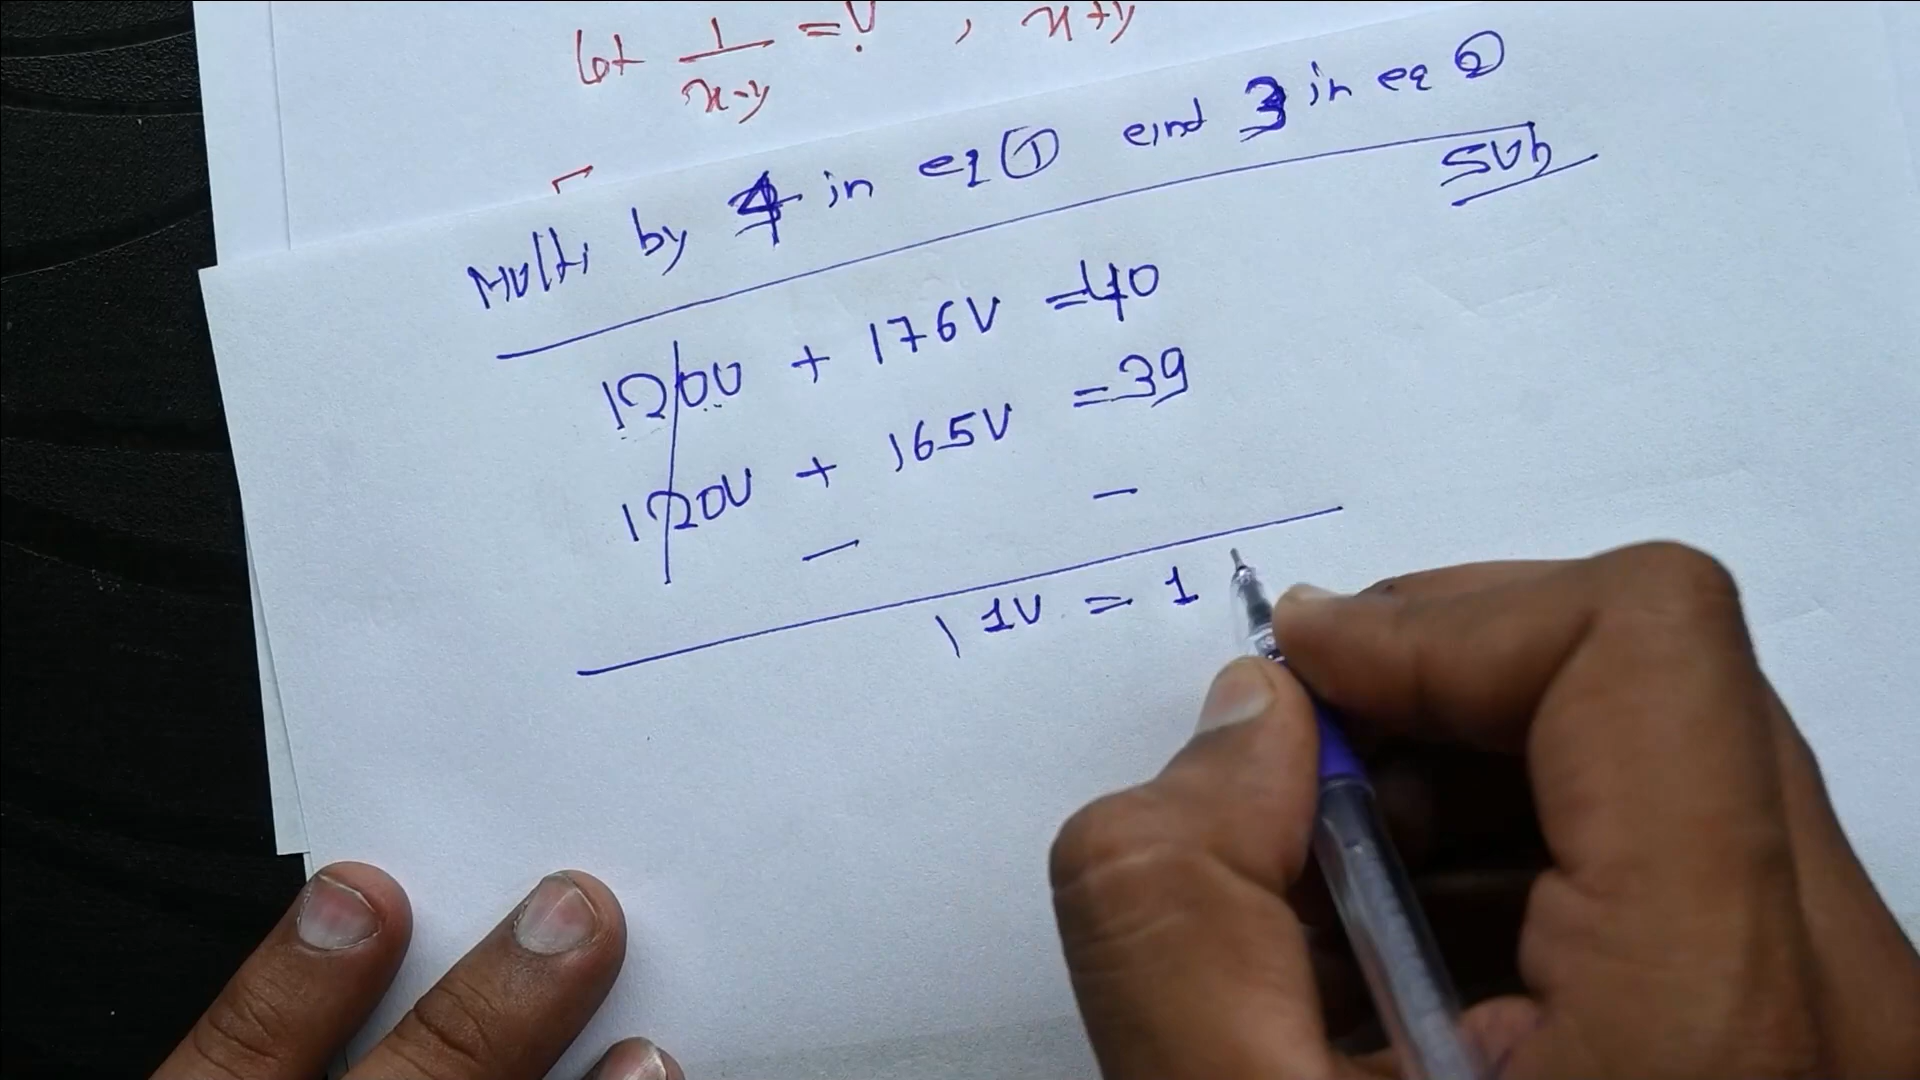 let 1/x-y = U , x+y
Multi by 4 in eq ① and 3 in eq ②
Sub
120U + 176V = 40
120U + 165V = 39
- -
11V = 1